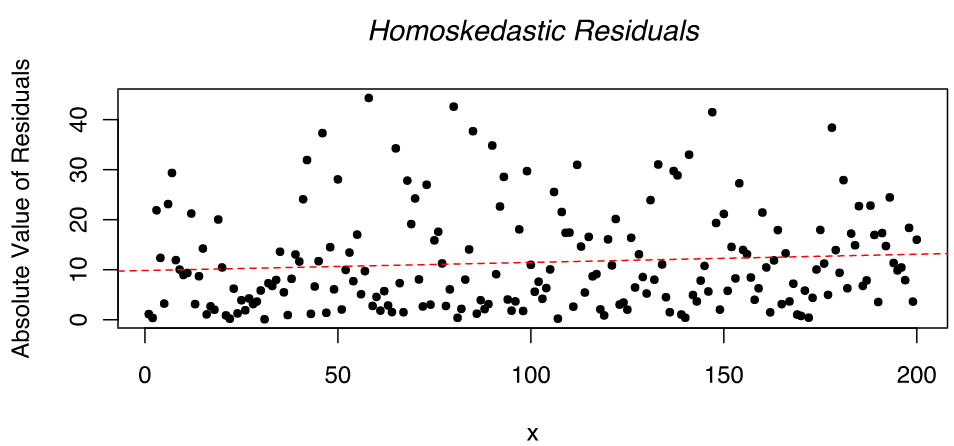 Homoskedastic Residuals
Absolute Value of Residuals
40
30
20
10
0
0 50 100 150 200
x